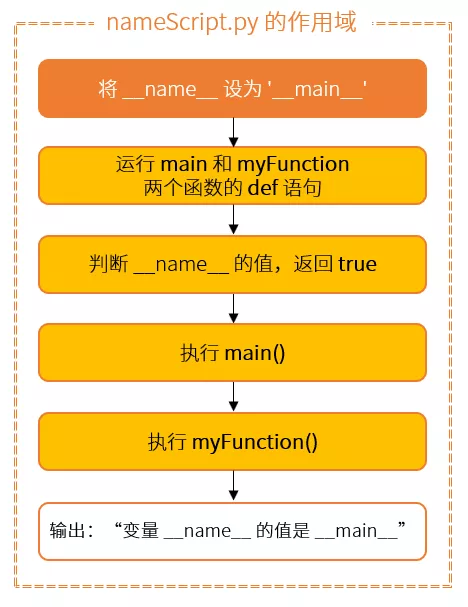 nameScript.py 的作用域
将 __name__ 设为 '__main__'
运行 main 和 myFunction
两个函数的 def 语句
判断 __name__ 的值，返回 true
执行 main()
执行 myFunction()
输出：“变量 __name__ 的值是 __main__”